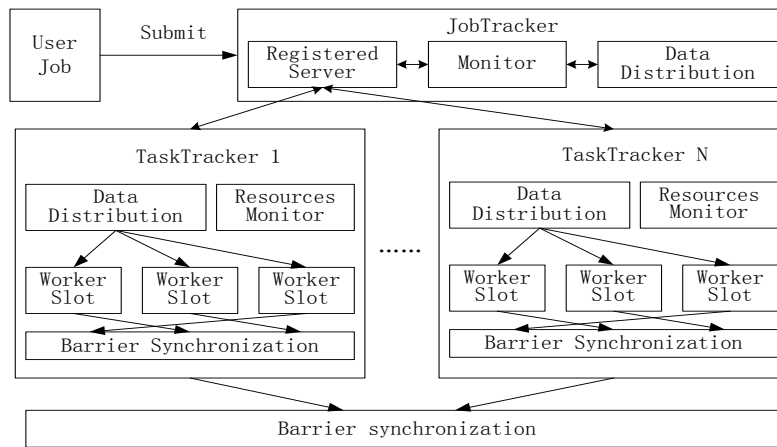 User
Job
Submit
JobTracker
Registered
Server
Monitor
Data
Distribution
TaskTracker 1
Data
Distribution
Resources
Monitor
Worker
Slot
Worker
Slot
Worker
Slot
Barrier Synchronization
......
TaskTracker N
Data
Distribution
Resources
Monitor
Worker
Slot
Worker
Slot
Worker
Slot
Barrier Synchronization
Barrier synchronization